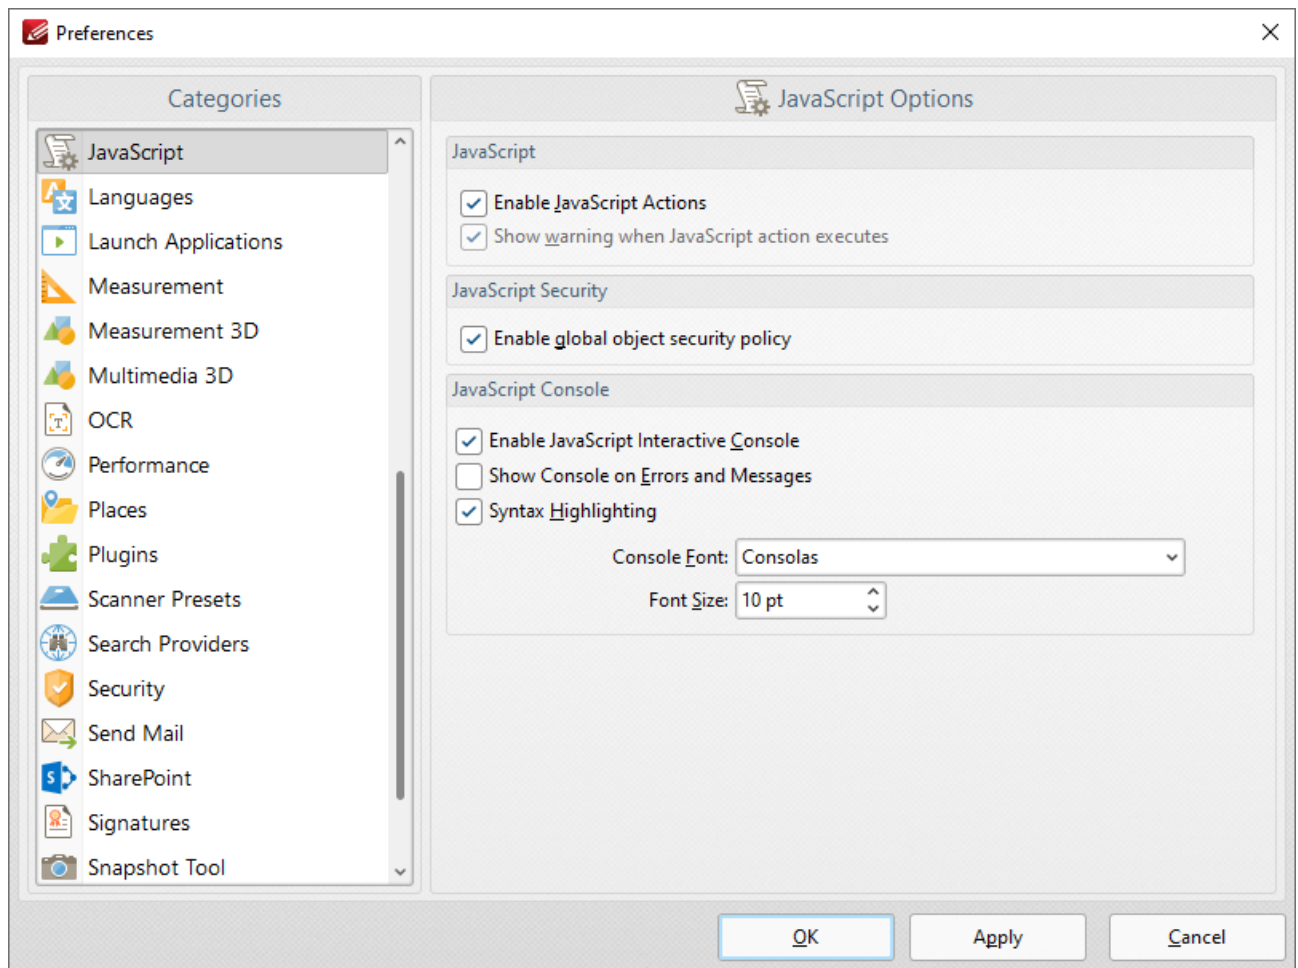 Preferences
Categories
JavaScript
Languages
Launch Applications
Measurement
Measurement 3D
Multimedia 3D
OCR
Performance
Places
Plugins
Scanner Presets
Search Providers
Security
Send Mail
SharePoint
Signatures
Snapshot Tool
JavaScript Options
JavaScript
Enable JavaScript Actions
Show warning when JavaScript action executes
JavaScript Security
Enable global object security policy
JavaScript Console
Enable JavaScript Interactive Console
Show Console on Errors and Messages
Syntax Highlighting
Console Font: Consolas
Font Size: 10 pt
OK Apply Cancel